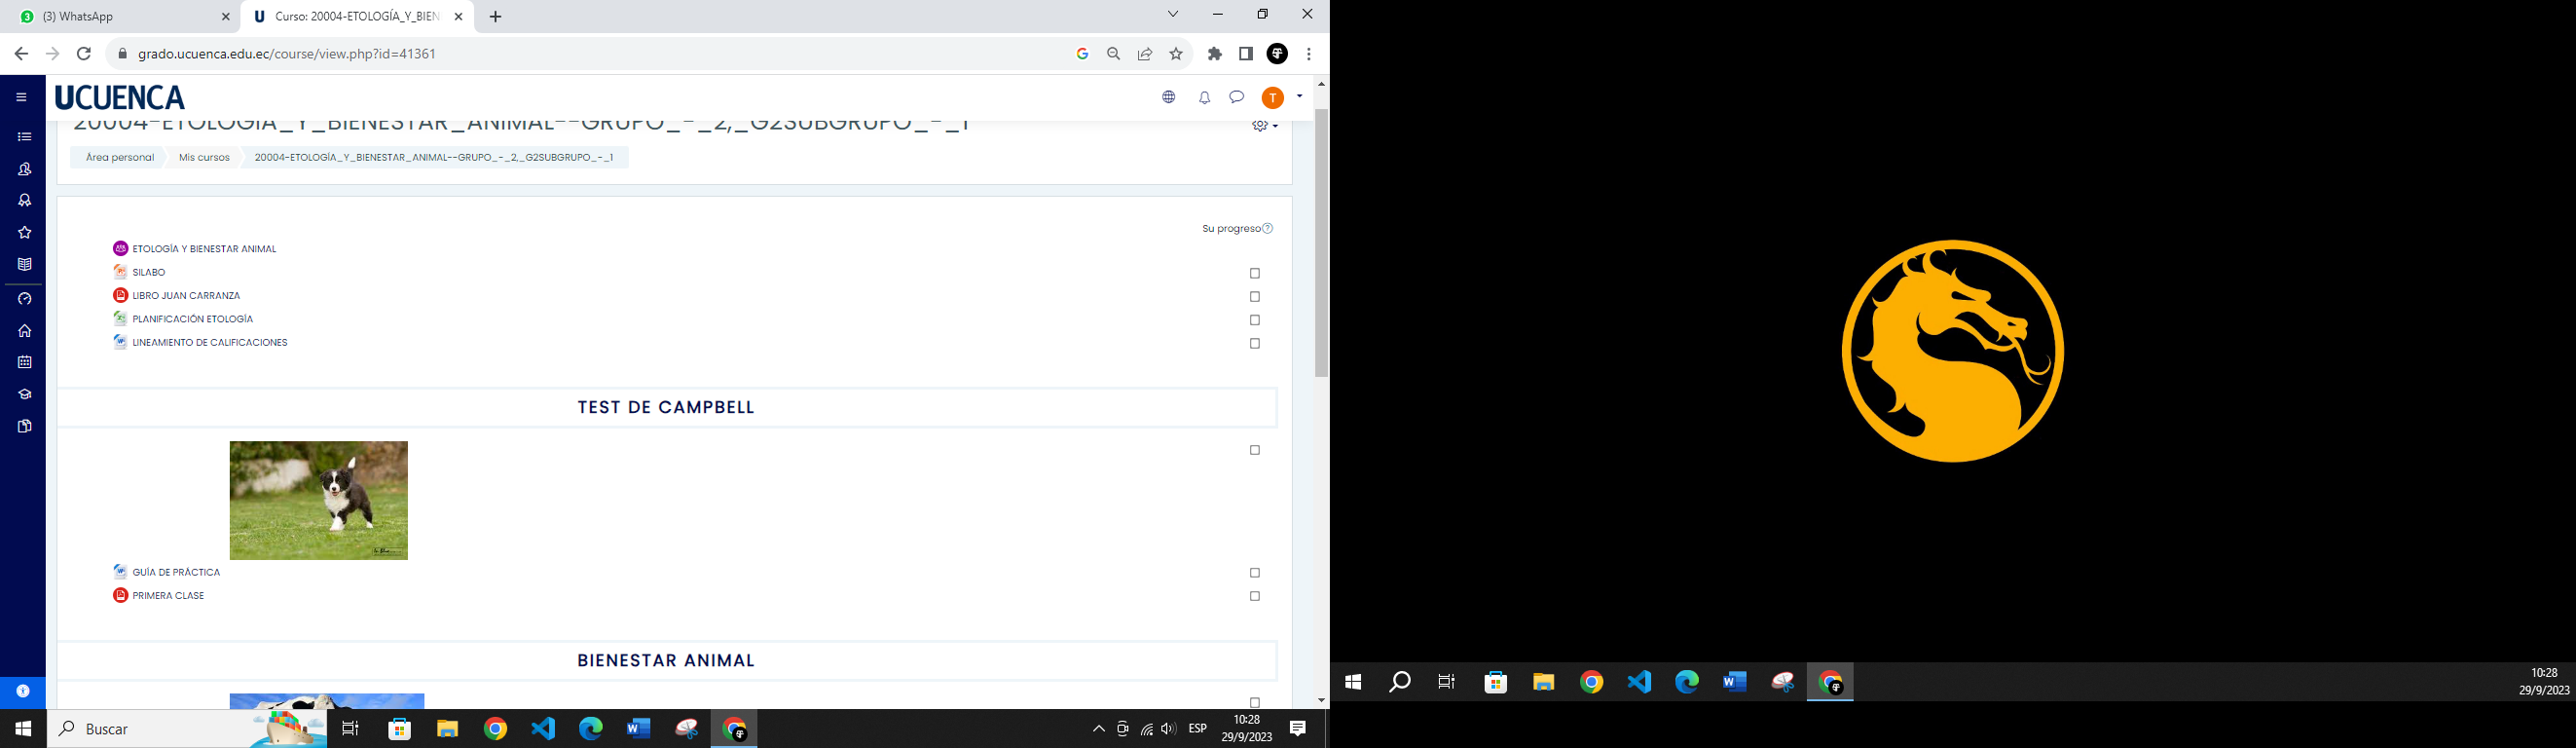 (3) WhatsApp
Curso: 20004-ETOLOGÍA_Y_BIEN
grado.ucuenca.edu.ec/course/view.php?id=41361
UCUENCA
T
20004-ETOLOGÍA_Y_BIENESTAR_ANIMAL--GRUPO_-_2,_G2SUBGRUPO_-_1
Área personal
Mis cursos
20004-ETOLOGÍA_Y_BIENESTAR_ANIMAL--GRUPO_-_2,_G2SUBGRUPO_-_1
Su progreso
ETOLOGÍA Y BIENESTAR ANIMAL
SILABO
LIBRO JUAN CARRANZA
PLANIFICACIÓN ETOLOGÍA
LINEAMIENTO DE CALIFICACIONES
TEST DE CAMPBELL
GUÍA DE PRÁCTICA
PRIMERA CLASE
BIENESTAR ANIMAL
Buscar
ESP
10:28
29/9/2023
10:28
29/9/2023